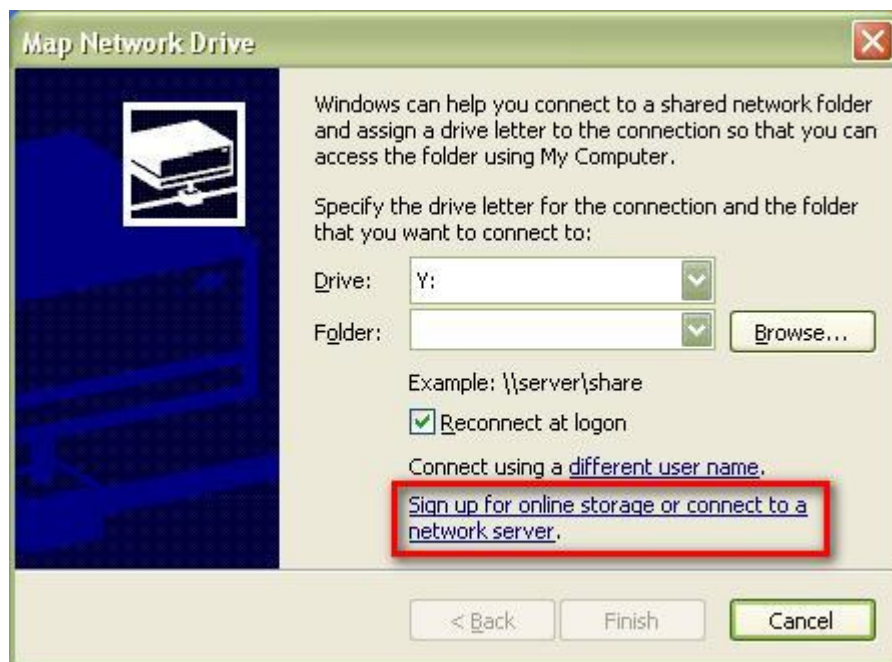 Map Network Drive
Windows can help you connect to a shared network folder
and assign a drive letter to the connection so that you can
access the folder using My Computer.
Specify the drive letter for the connection and the folder
that you want to connect to:
Drive: Y:
Folder: Browse...
Example: \\server\share
Reconnect at logon
Connect using a different user name.
Sign up for online storage or connect to a
network server.
< Back Finish Cancel